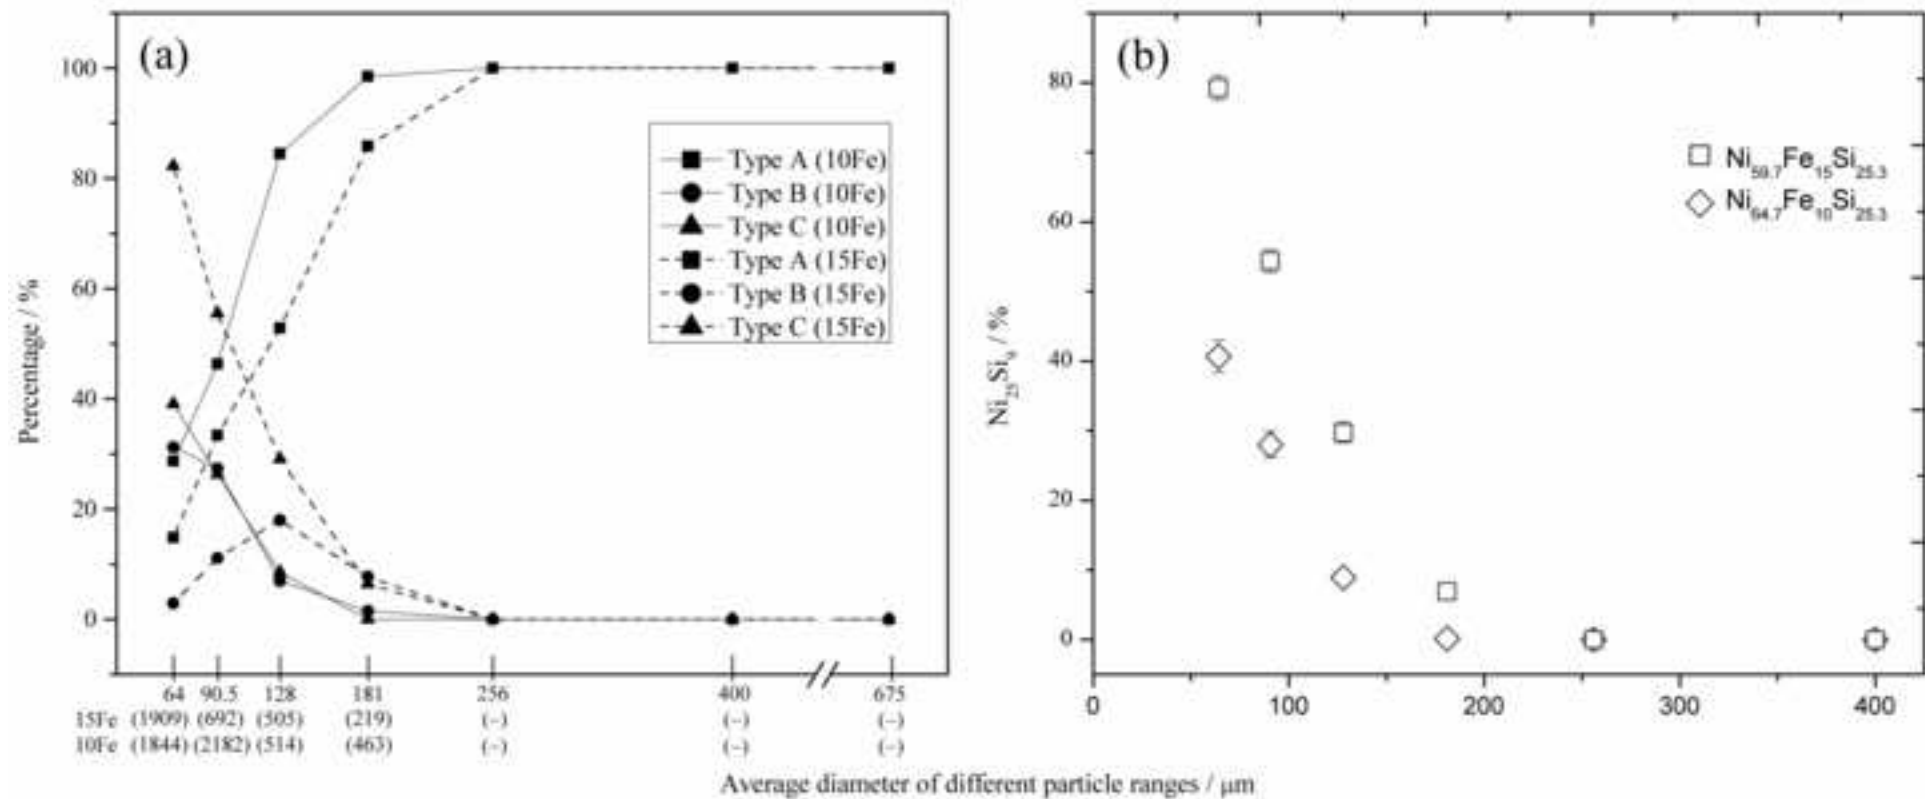 (a)
100
80
60
40
20
0
Percentage / %
Type A (10Fe)
Type B (10Fe)
Type C (10Fe)
Type A (15Fe)
Type B (15Fe)
Type C (15Fe)
64 90.5 128 181 256 400 675
15Fe (1909) (692) (505) (219) (-) (-) (-)
10Fe (1844) (2182) (514) (463) (-) (-) (-)
(b)
80
60
40
20
0
Ni₂₅Si₉ / %
Ni₅₉.₇Fe₁₅Si₂₅.₃
Ni₆₄.₇Fe₁₀Si₂₅.₃
0 100 200 300 400
Average diameter of different particle ranges / μm